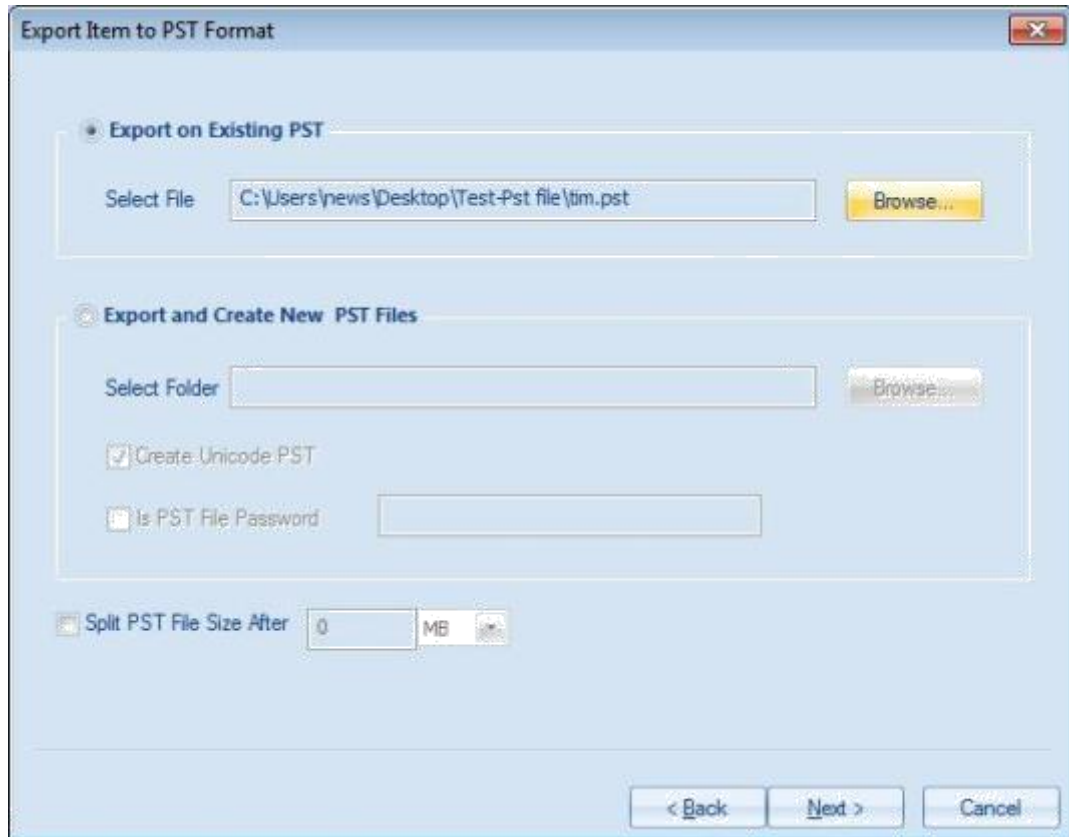 Export Item to PST Format
Export on Existing PST
Select File C:\Users\news\Desktop\Test-Pst file\tim.pst Browse...
Export and Create New PST Files
Select Folder Browse...
Create Unicode PST
Is PST File Password
Split PST File Size After 0 MB
< Back Next > Cancel